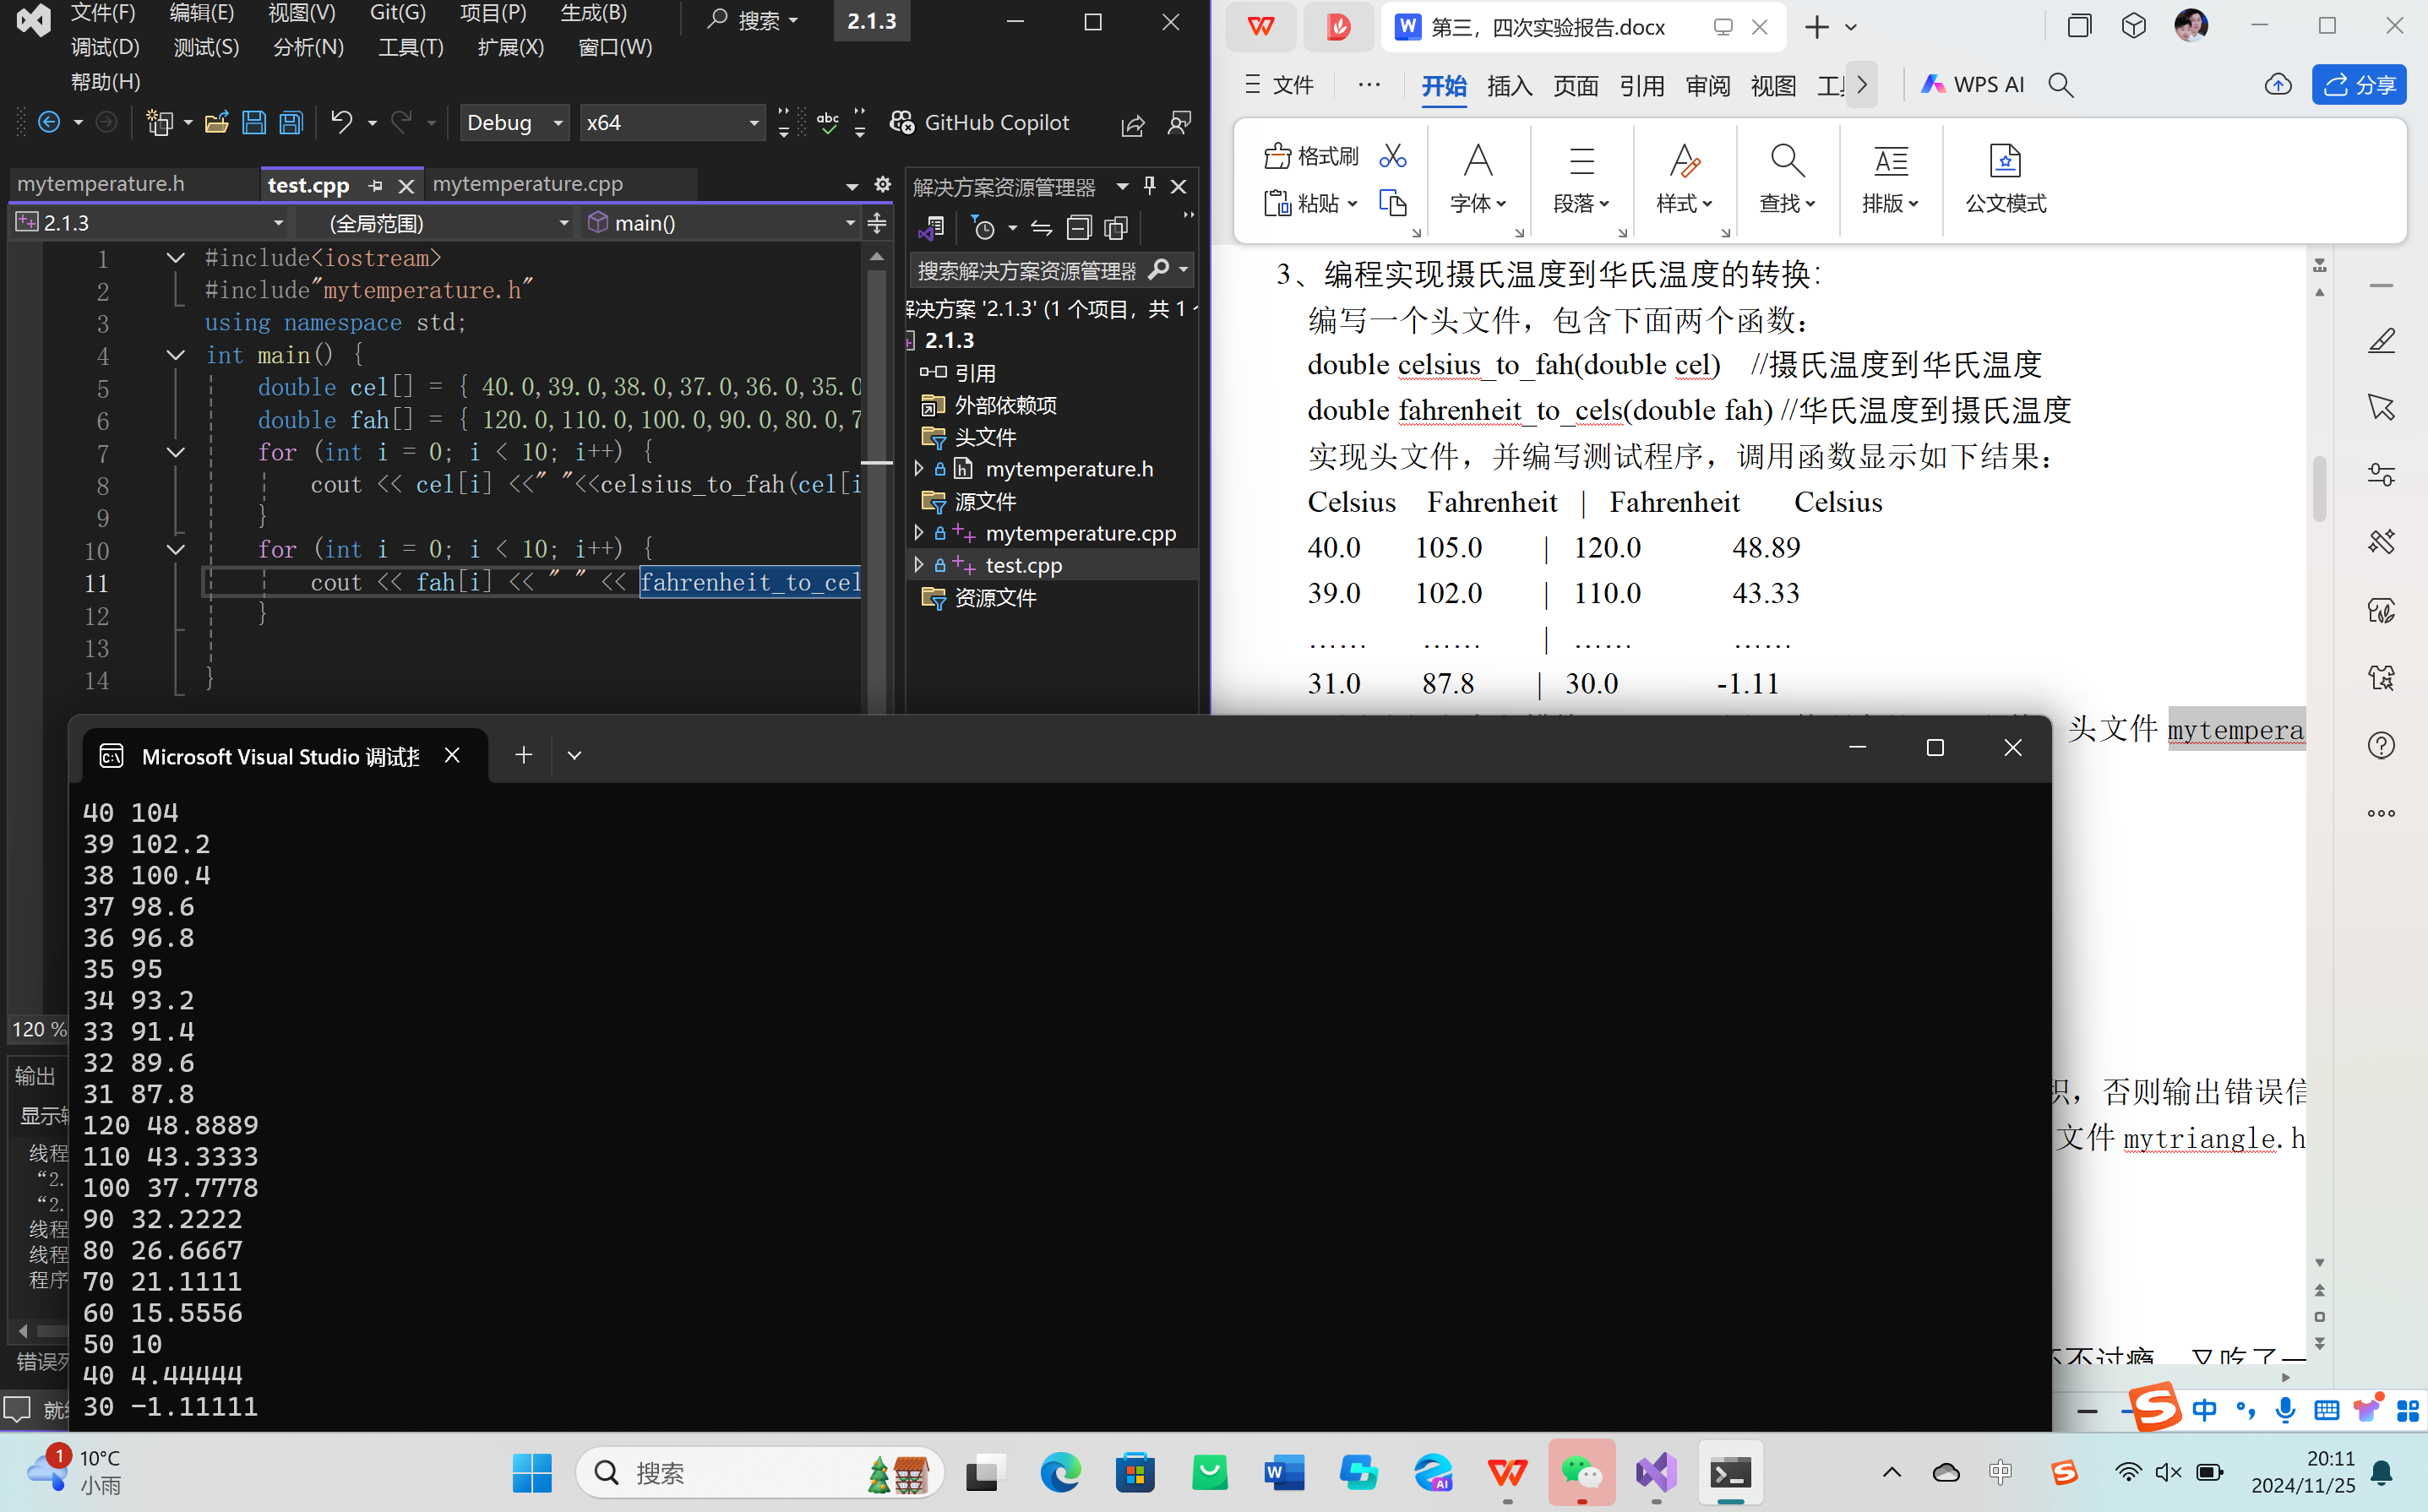 文件(F) 编辑(E) 视图(V) Git(G) 项目(P) 生成(B)
搜索
2.1.3
调试(D) 测试(S) 分析(N) 工具(T) 扩展(X) 窗口(W)
帮助(H)
Debug
x64
GitHub Copilot
mytemperature.h
test.cpp
mytemperature.cpp
2.1.3
(全局范围)
main()
1 #include<iostream>
2 #include"mytemperature.h"
3 using namespace std;
4 int main() {
5 double cel[] = { 40.0,39.0,38.0,37.0,36.0,35.0
6 double fah[] = { 120.0,110.0,100.0,90.0,80.0,7
7 for (int i = 0; i < 10; i++) {
8 cout << cel[i] <<" "<<celsius_to_fah(cel[i
9 }
10 for (int i = 0; i < 10; i++) {
11 cout << fah[i] << " " << fahrenheit_to_cel
12 }
13
14 }
120 %
输出
线程
“2.
“2.
线程
线程
程序
解决方案资源管理器
搜索解决方案资源管理器
解决方案 '2.1.3' (1 个项目，共 1 个
2.1.3
引用
外部依赖项
头文件
mytemperature.h
源文件
mytemperature.cpp
test.cpp
资源文件
第三，四次实验报告.docx
文件 ··· 开始 插入 页面 引用 审阅 视图
WPS AI
分享
格式刷
粘贴
字体
段落
样式
查找
排版
公文模式
3、编程实现摄氏温度到华氏温度的转换：
编写一个头文件，包含下面两个函数：
double celsius_to_fah(double cel) //摄氏温度到华氏温度
double fahrenheit_to_cels(double fah) //华氏温度到摄氏温度
实现头文件，并编写测试程序，调用函数显示如下结果：
Celsius Fahrenheit | Fahrenheit Celsius
40.0 105.0 | 120.0 48.89
39.0 102.0 | 110.0 43.33
…… …… | …… ……
31.0 87.8 | 30.0 -1.11
头文件 mytempera
积，否则输出错误信
文件 mytriangle.h
不过瘾，又吃了一
Microsoft Visual Studio 调试
40 104
39 102.2
38 100.4
37 98.6
36 96.8
35 95
34 93.2
33 91.4
32 89.6
31 87.8
120 48.8889
110 43.3333
100 37.7778
90 32.2222
80 26.6667
70 21.1111
60 15.5556
50 10
40 4.44444
30 -1.11111
中
1
10°C
小雨
搜索
中
20:11
2024/11/25